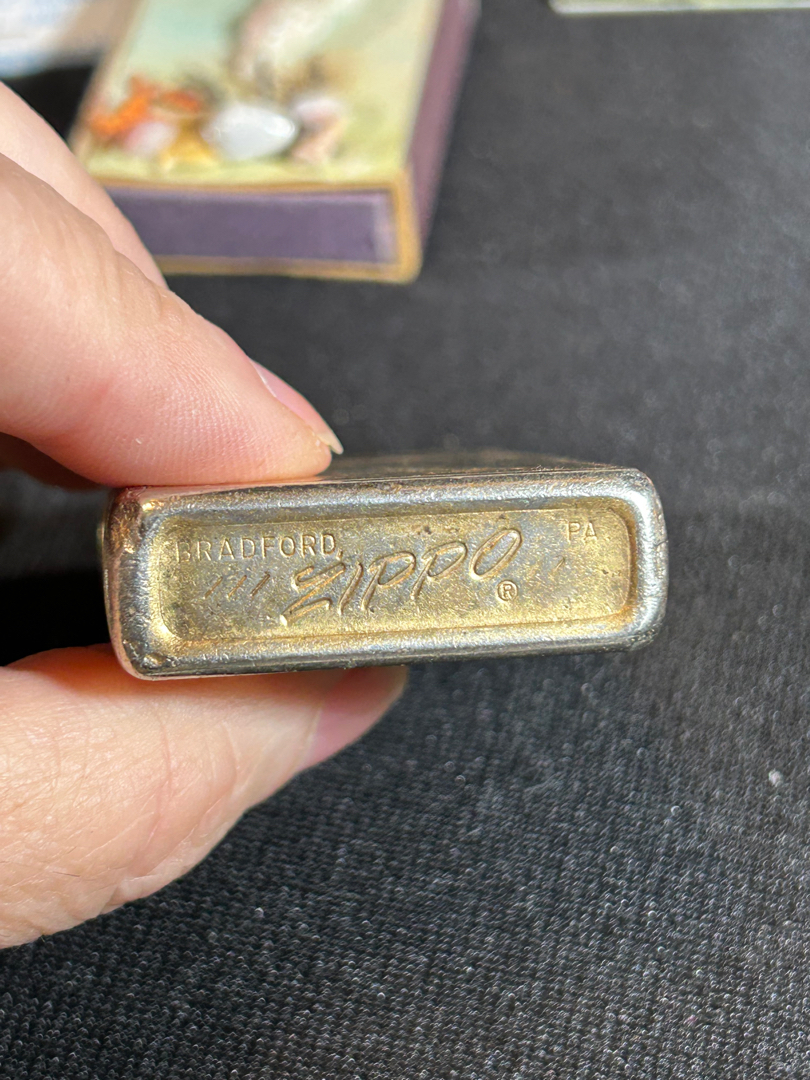 BRADFORD, PA
/// ZIPPO ® //